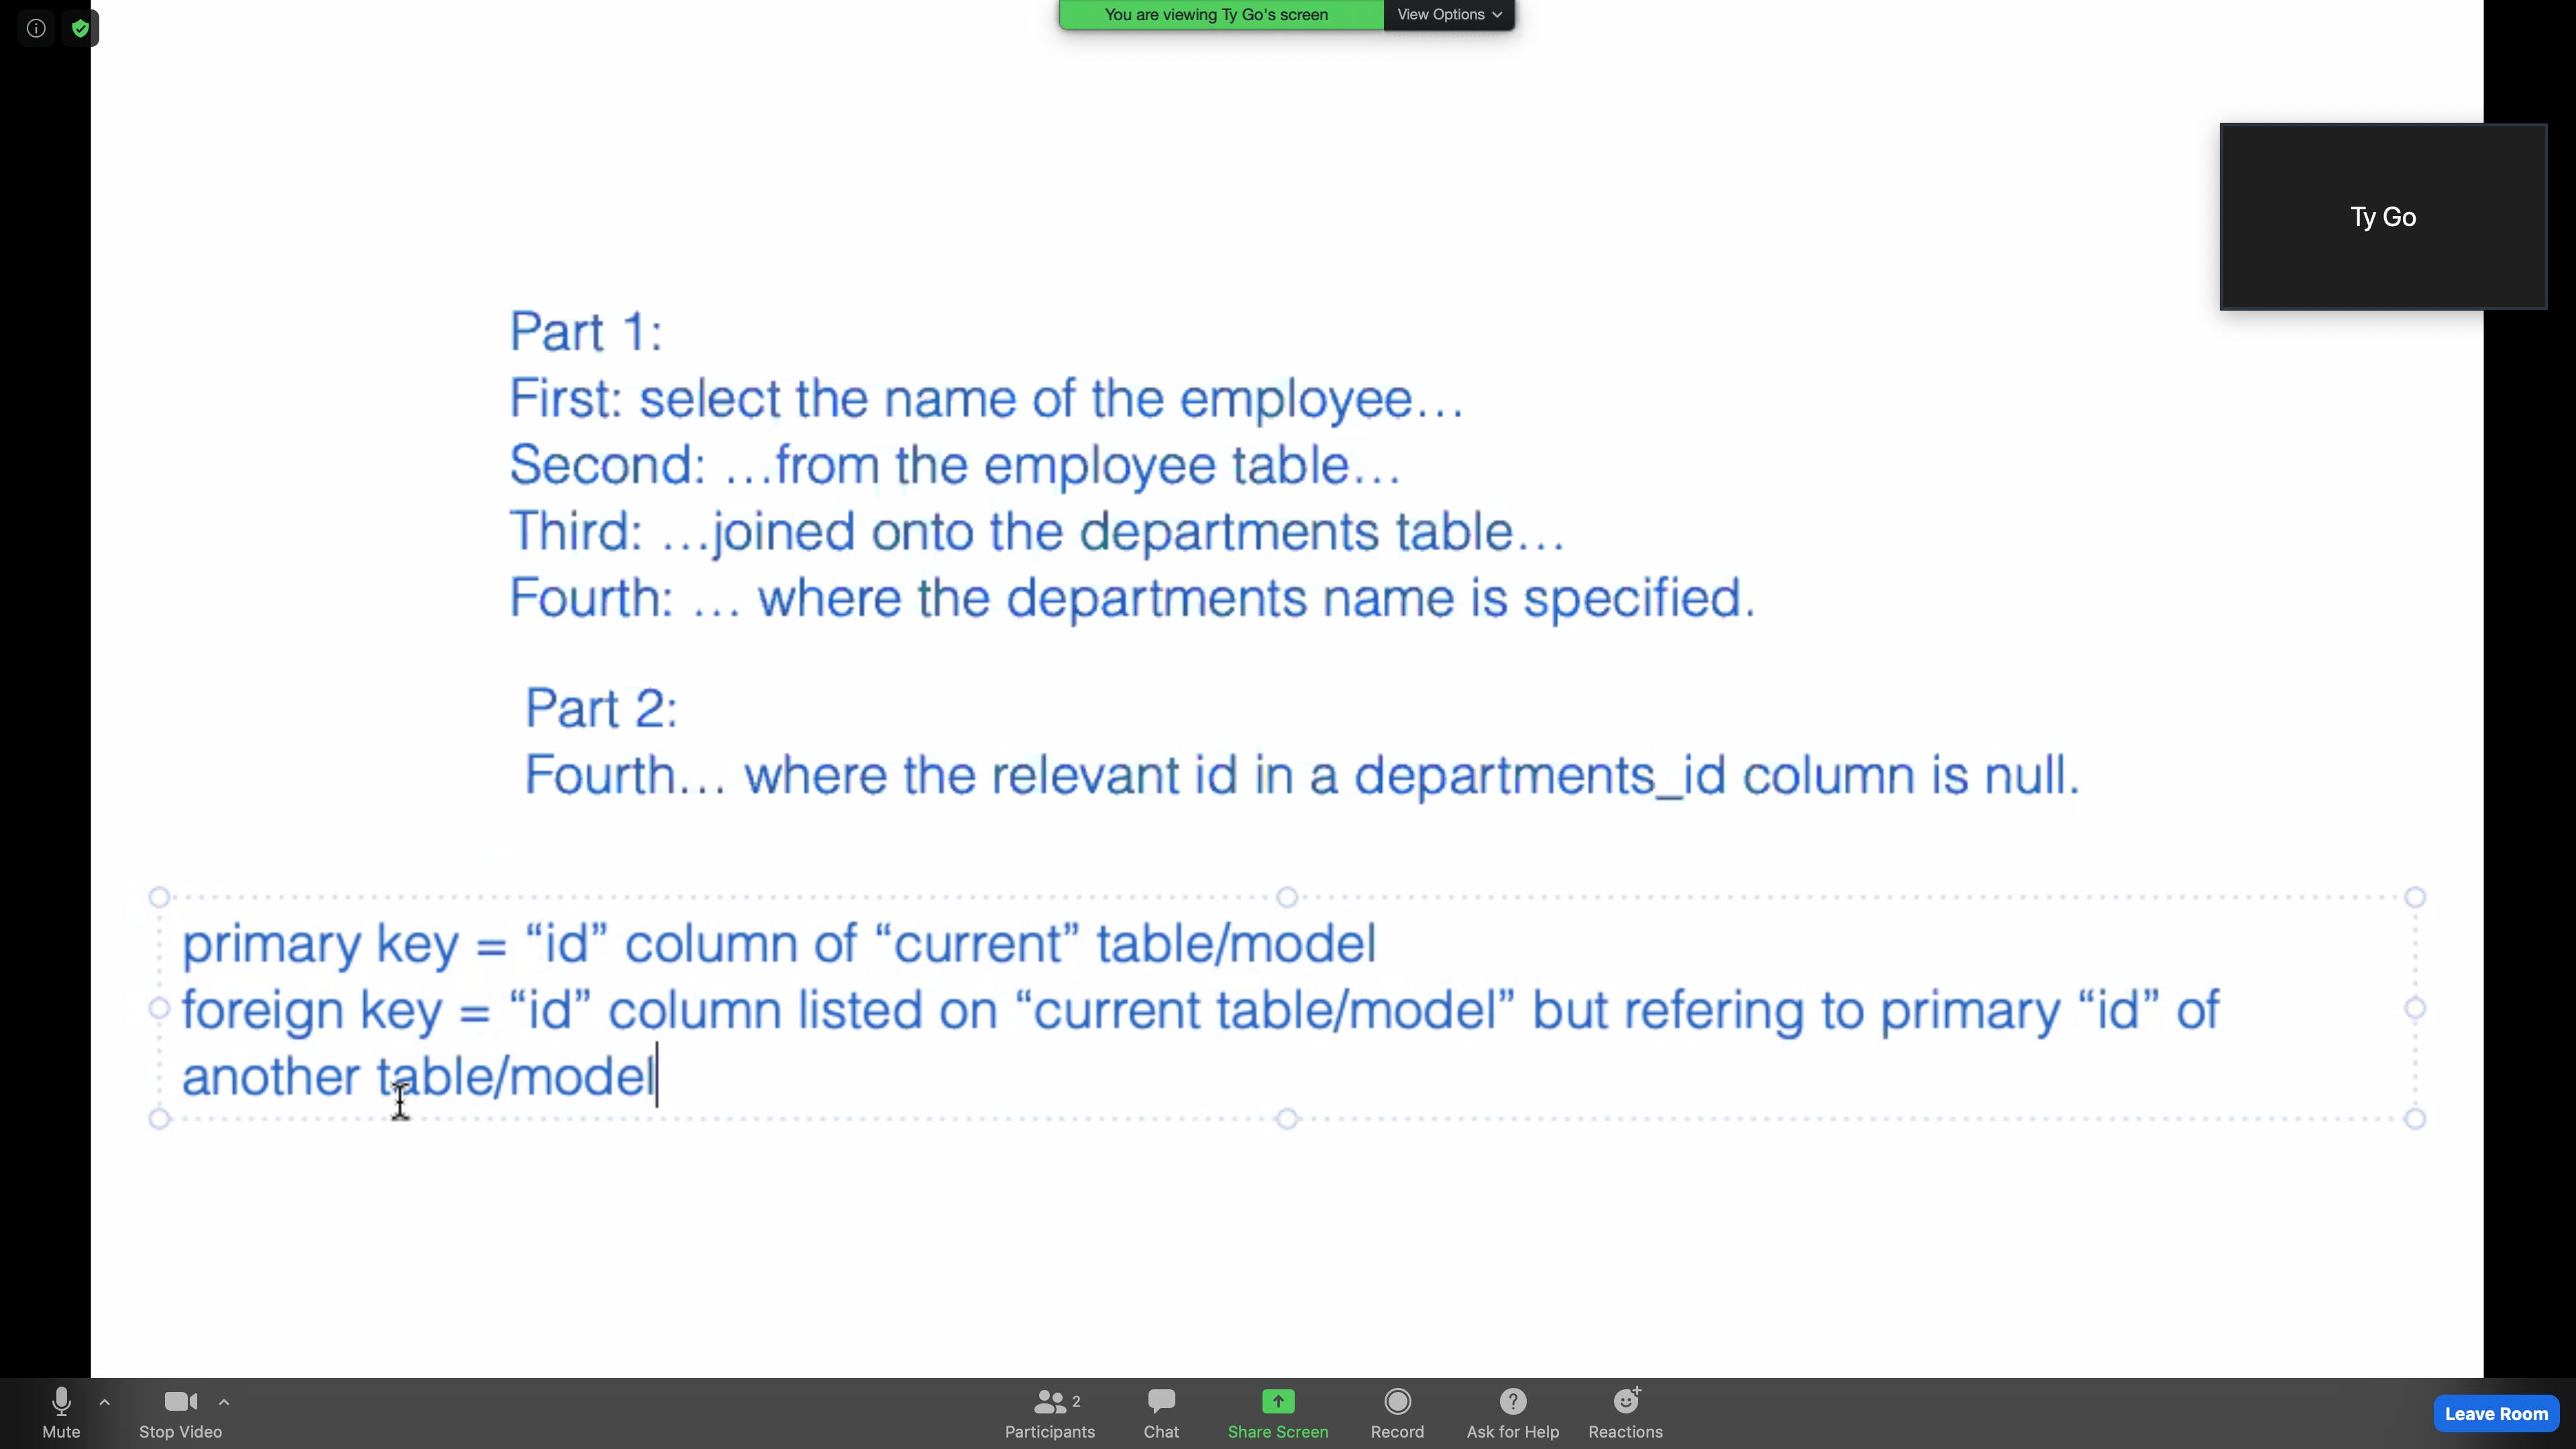 You are viewing Ty Go's screen
View Options
Ty Go
Part 1:
First: select the name of the employee…
Second: …from the employee table…
Third: …joined onto the departments table…
Fourth: … where the departments name is specified.
Part 2:
Fourth… where the relevant id in a departments_id column is null.
primary key = “id” column of “current” table/model
foreign key = “id” column listed on “current table/model” but refering to primary “id” of
another table/model
Mute
Stop Video
2
Participants
Chat
Share Screen
Record
Ask for Help
Reactions
Leave Room